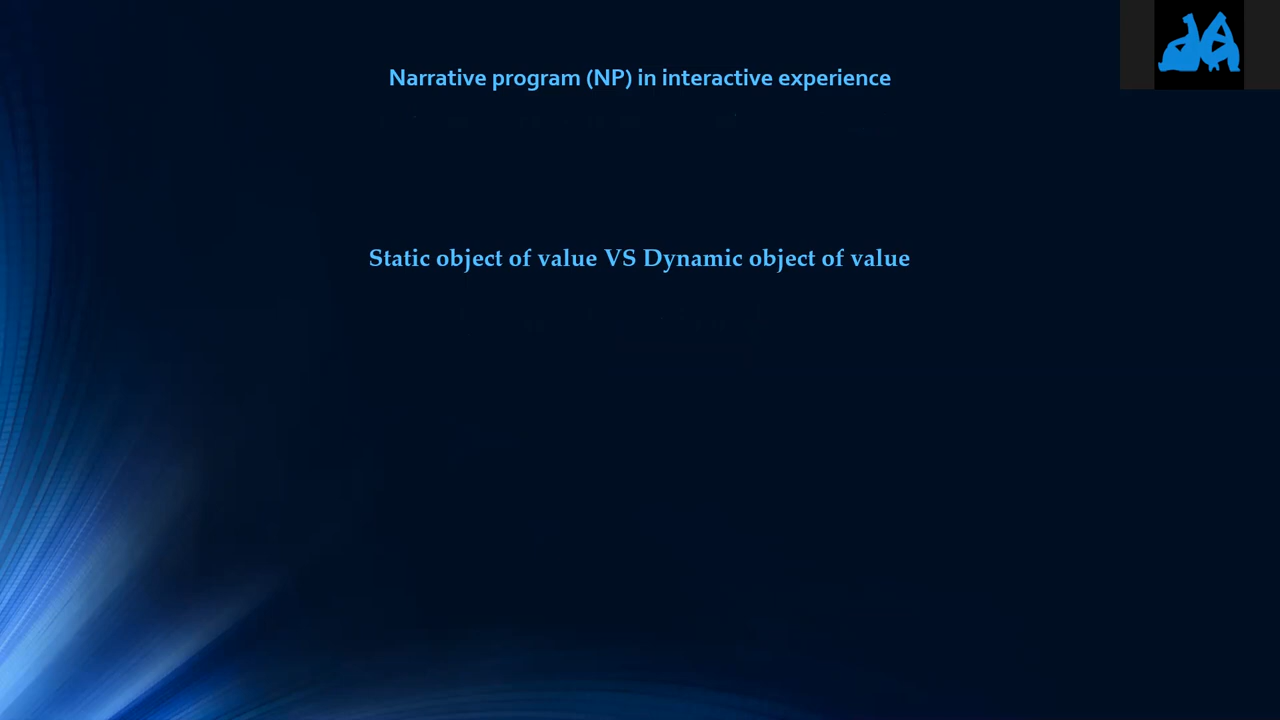 Narrative program (NP) in interactive experience
Static object of value VS Dynamic object of value